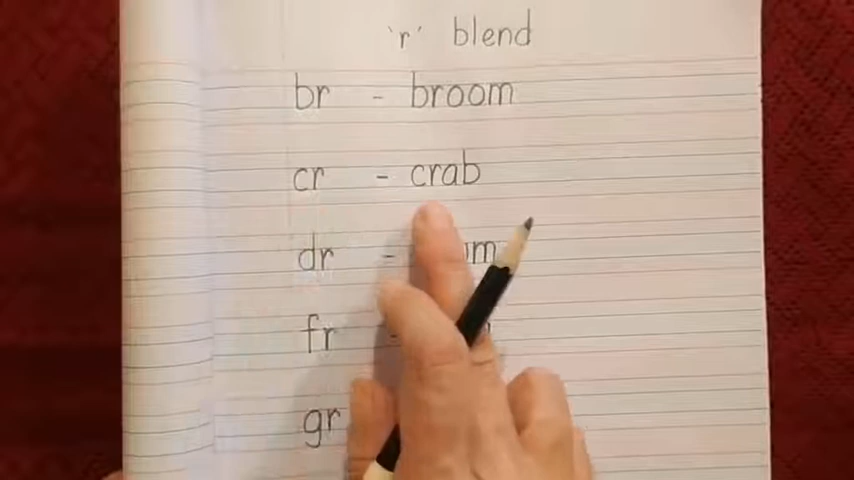 'r' blend
br - broom
cr - crab
dr -
fr -
gr